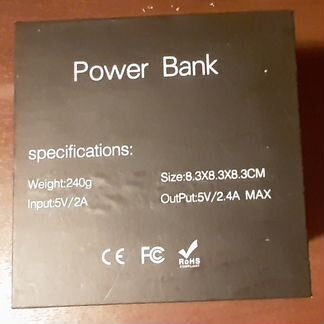 Power Bank
specifications:
Weight:240g Size:8.3X8.3X8.3CM
Input:5V/2A OutPut:5V/2.4A MAX
CE FC RoHS
COMPLIANT